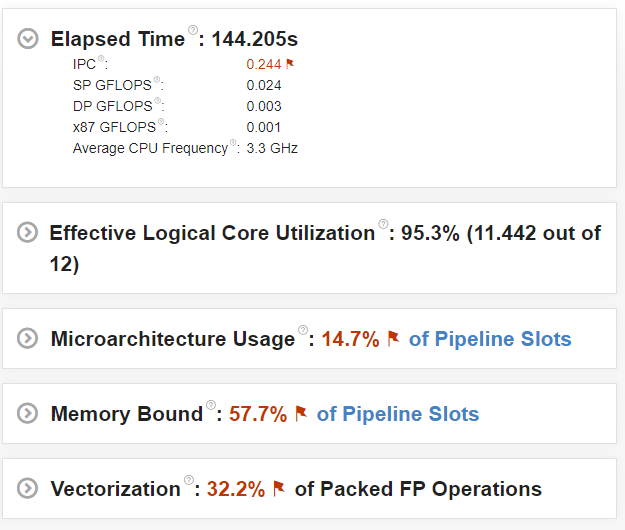 Elapsed Time: 144.205s
IPC: 0.244
SP GFLOPS: 0.024
DP GFLOPS: 0.003
x87 GFLOPS: 0.001
Average CPU Frequency: 3.3 GHz
Effective Logical Core Utilization: 95.3% (11.442 out of
12)
Microarchitecture Usage: 14.7% of Pipeline Slots
Memory Bound: 57.7% of Pipeline Slots
Vectorization: 32.2% of Packed FP Operations